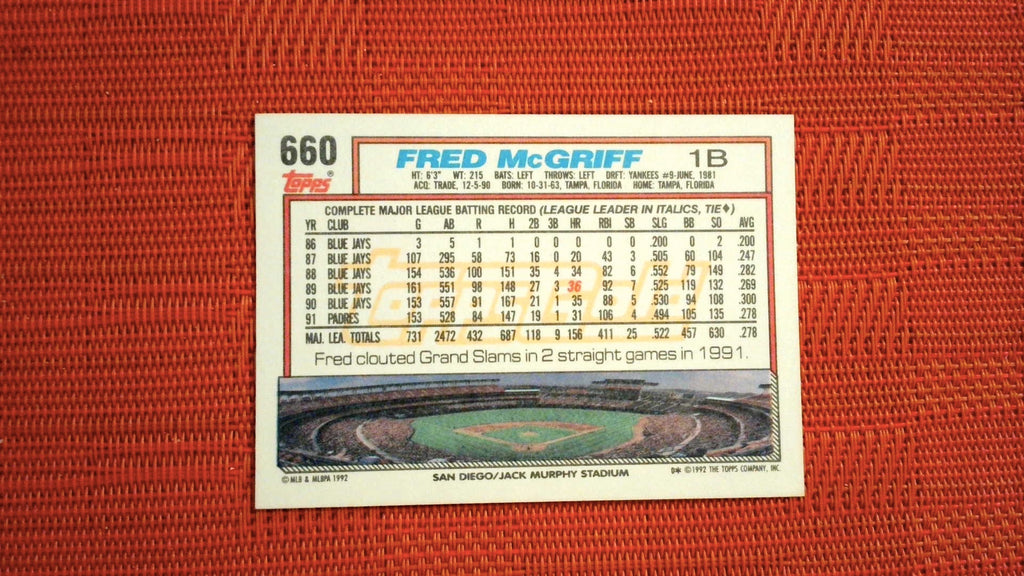 660
Topps®
FRED McGRIFF 1B
HT: 6'3" WT: 215 BATS: LEFT THROWS: LEFT DRFT: YANKEES #9-JUNE, 1981
ACQ: TRADE, 12-5-90 BORN: 10-31-63, TAMPA, FLORIDA HOME: TAMPA, FLORIDA
COMPLETE MAJOR LEAGUE BATTING RECORD (LEAGUE LEADER IN ITALICS, TIE♦)
YR CLUB G AB R H 2B 3B HR RBI SB SLG BB SO AVG
86 BLUE JAYS 3 5 1 1 0 0 0 0 0 .200 0 2 .200
87 BLUE JAYS 107 295 58 73 16 0 20 43 3 .505 60 104 .247
88 BLUE JAYS 154 536 100 151 35 4 34 82 6 .552 79 149 .282
89 BLUE JAYS 161 551 98 148 27 3 36 92 7 .525 119 132 .269
90 BLUE JAYS 153 557 91 167 21 1 35 88 5 .530 94 108 .300
91 PADRES 153 528 84 147 19 1 31 106 4 .494 105 135 .278
MAJ. LEA. TOTALS 731 2472 432 687 118 9 156 411 25 .522 457 630 .278
ToppsGold
Fred clouted Grand Slams in 2 straight games in 1991.
©MLB & MLBPA 1992
SAN DIEGO/JACK MURPHY STADIUM
©1992 THE TOPPS COMPANY, INC.